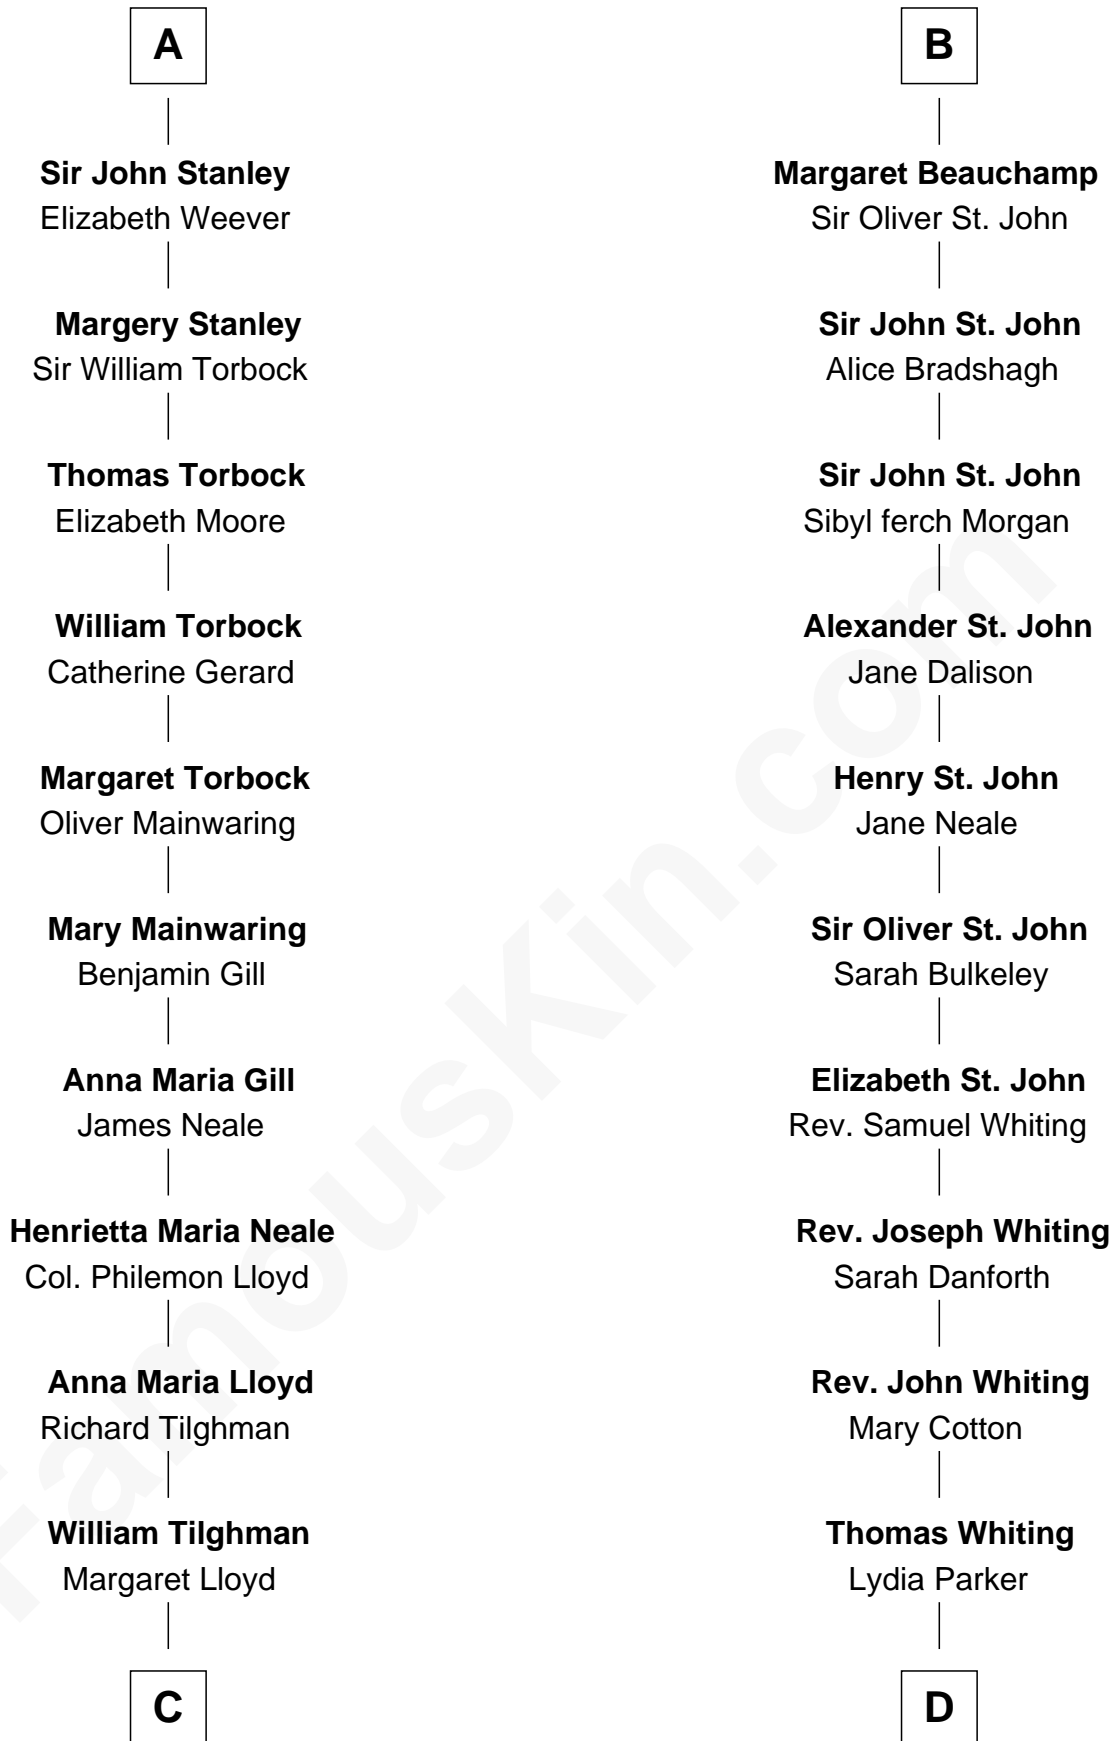 A
Sir John Stanley
Elizabeth Weever
Margery Stanley
Sir William Torbock
Thomas Torbock
Elizabeth Moore
William Torbock
Catherine Gerard
Margaret Torbock
Oliver Mainwaring
Mary Mainwaring
Benjamin Gill
Anna Maria Gill
James Neale
Henrietta Maria Neale
Col. Philemon Lloyd
Anna Maria Lloyd
Richard Tilghman
William Tilghman
Margaret Lloyd
C
B
Margaret Beauchamp
Sir Oliver St. John
Sir John St. John
Alice Bradshagh
Sir John St. John
Sibyl ferch Morgan
Alexander St. John
Jane Dalison
Henry St. John
Jane Neale
Sir Oliver St. John
Sarah Bulkeley
Elizabeth St. John
Rev. Samuel Whiting
Rev. Joseph Whiting
Sarah Danforth
Rev. John Whiting
Mary Cotton
Thomas Whiting
Lydia Parker
D
FamousKin.com